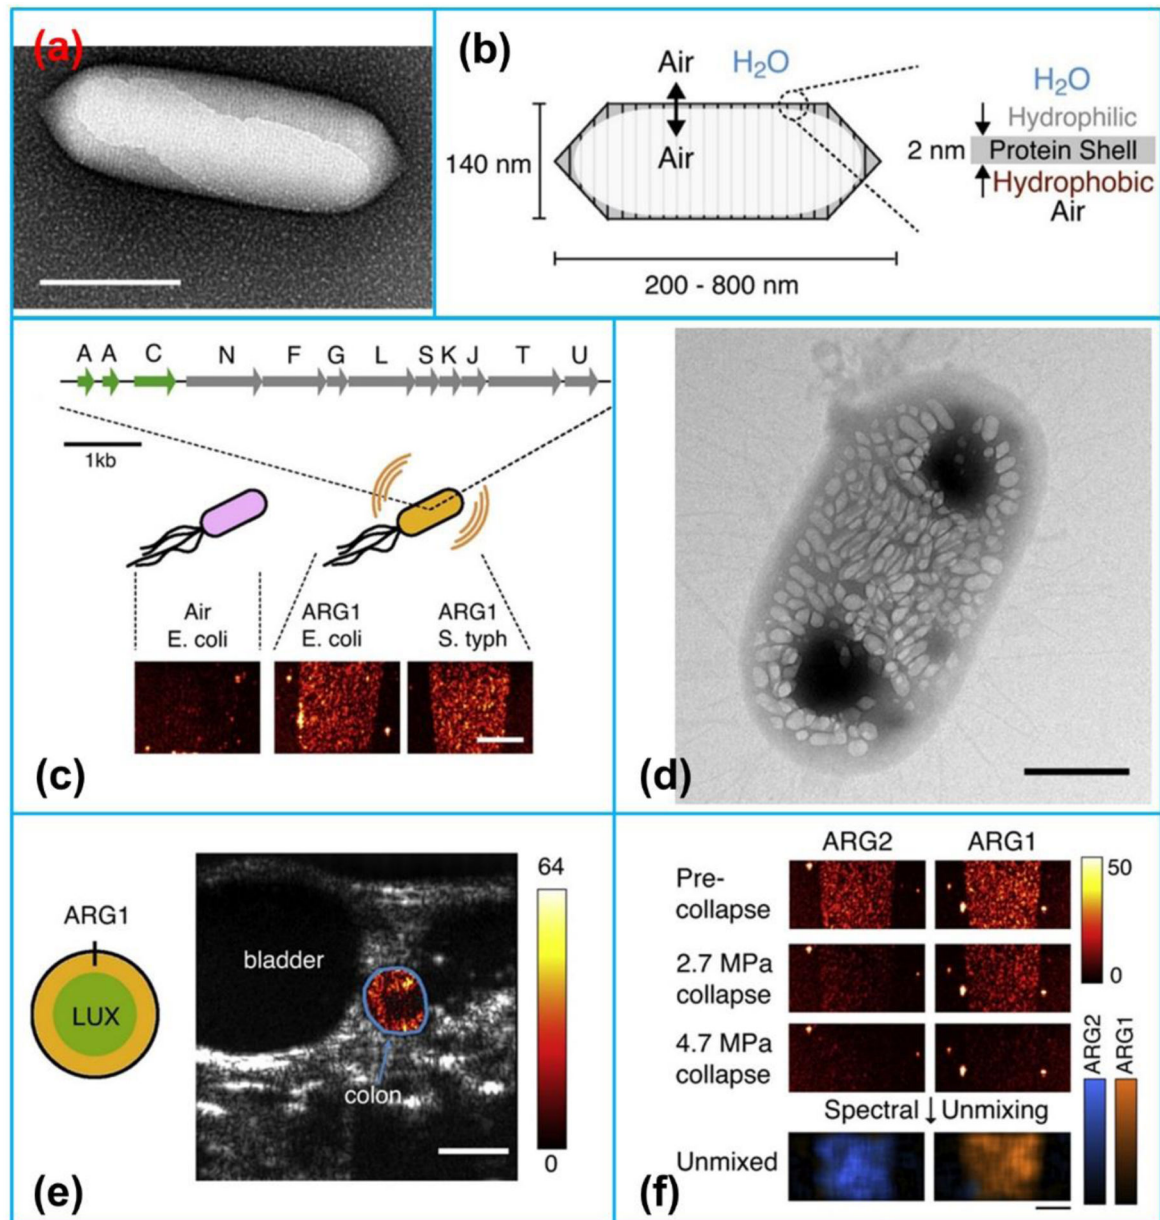 (a)
(b)
Air
H2O
Air
140 nm
200 - 800 nm
2 nm
H2O
Hydrophilic
Protein Shell
Hydrophobic
Air
A A C N F G L S K J T U
1kb
Air
E. coli
ARG1
E. coli
ARG1
S. typh
(c)
(d)
ARG1
LUX
bladder
colon
64
0
(e)
ARG2 ARG1
Pre-
collapse
50
0
2.7 MPa
collapse
4.7 MPa
collapse
ARG2
ARG1
Spectral Unmixing
Unmixed
(f)